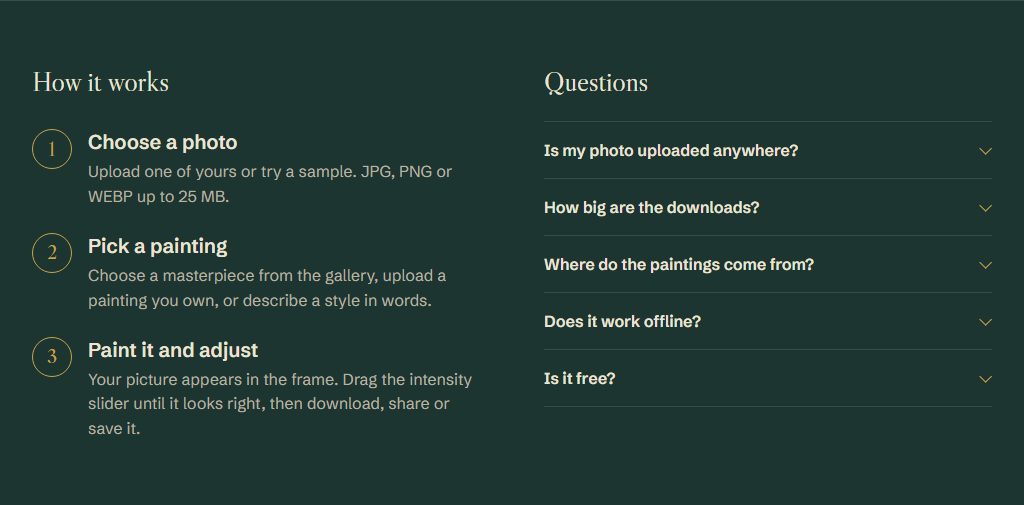 How it works
1
Choose a photo
Upload one of yours or try a sample. JPG, PNG or
WEBP up to 25 MB.
2
Pick a painting
Choose a masterpiece from the gallery, upload a
painting you own, or describe a style in words.
3
Paint it and adjust
Your picture appears in the frame. Drag the intensity
slider until it looks right, then download, share or
save it.
Questions
Is my photo uploaded anywhere?
How big are the downloads?
Where do the paintings come from?
Does it work offline?
Is it free?